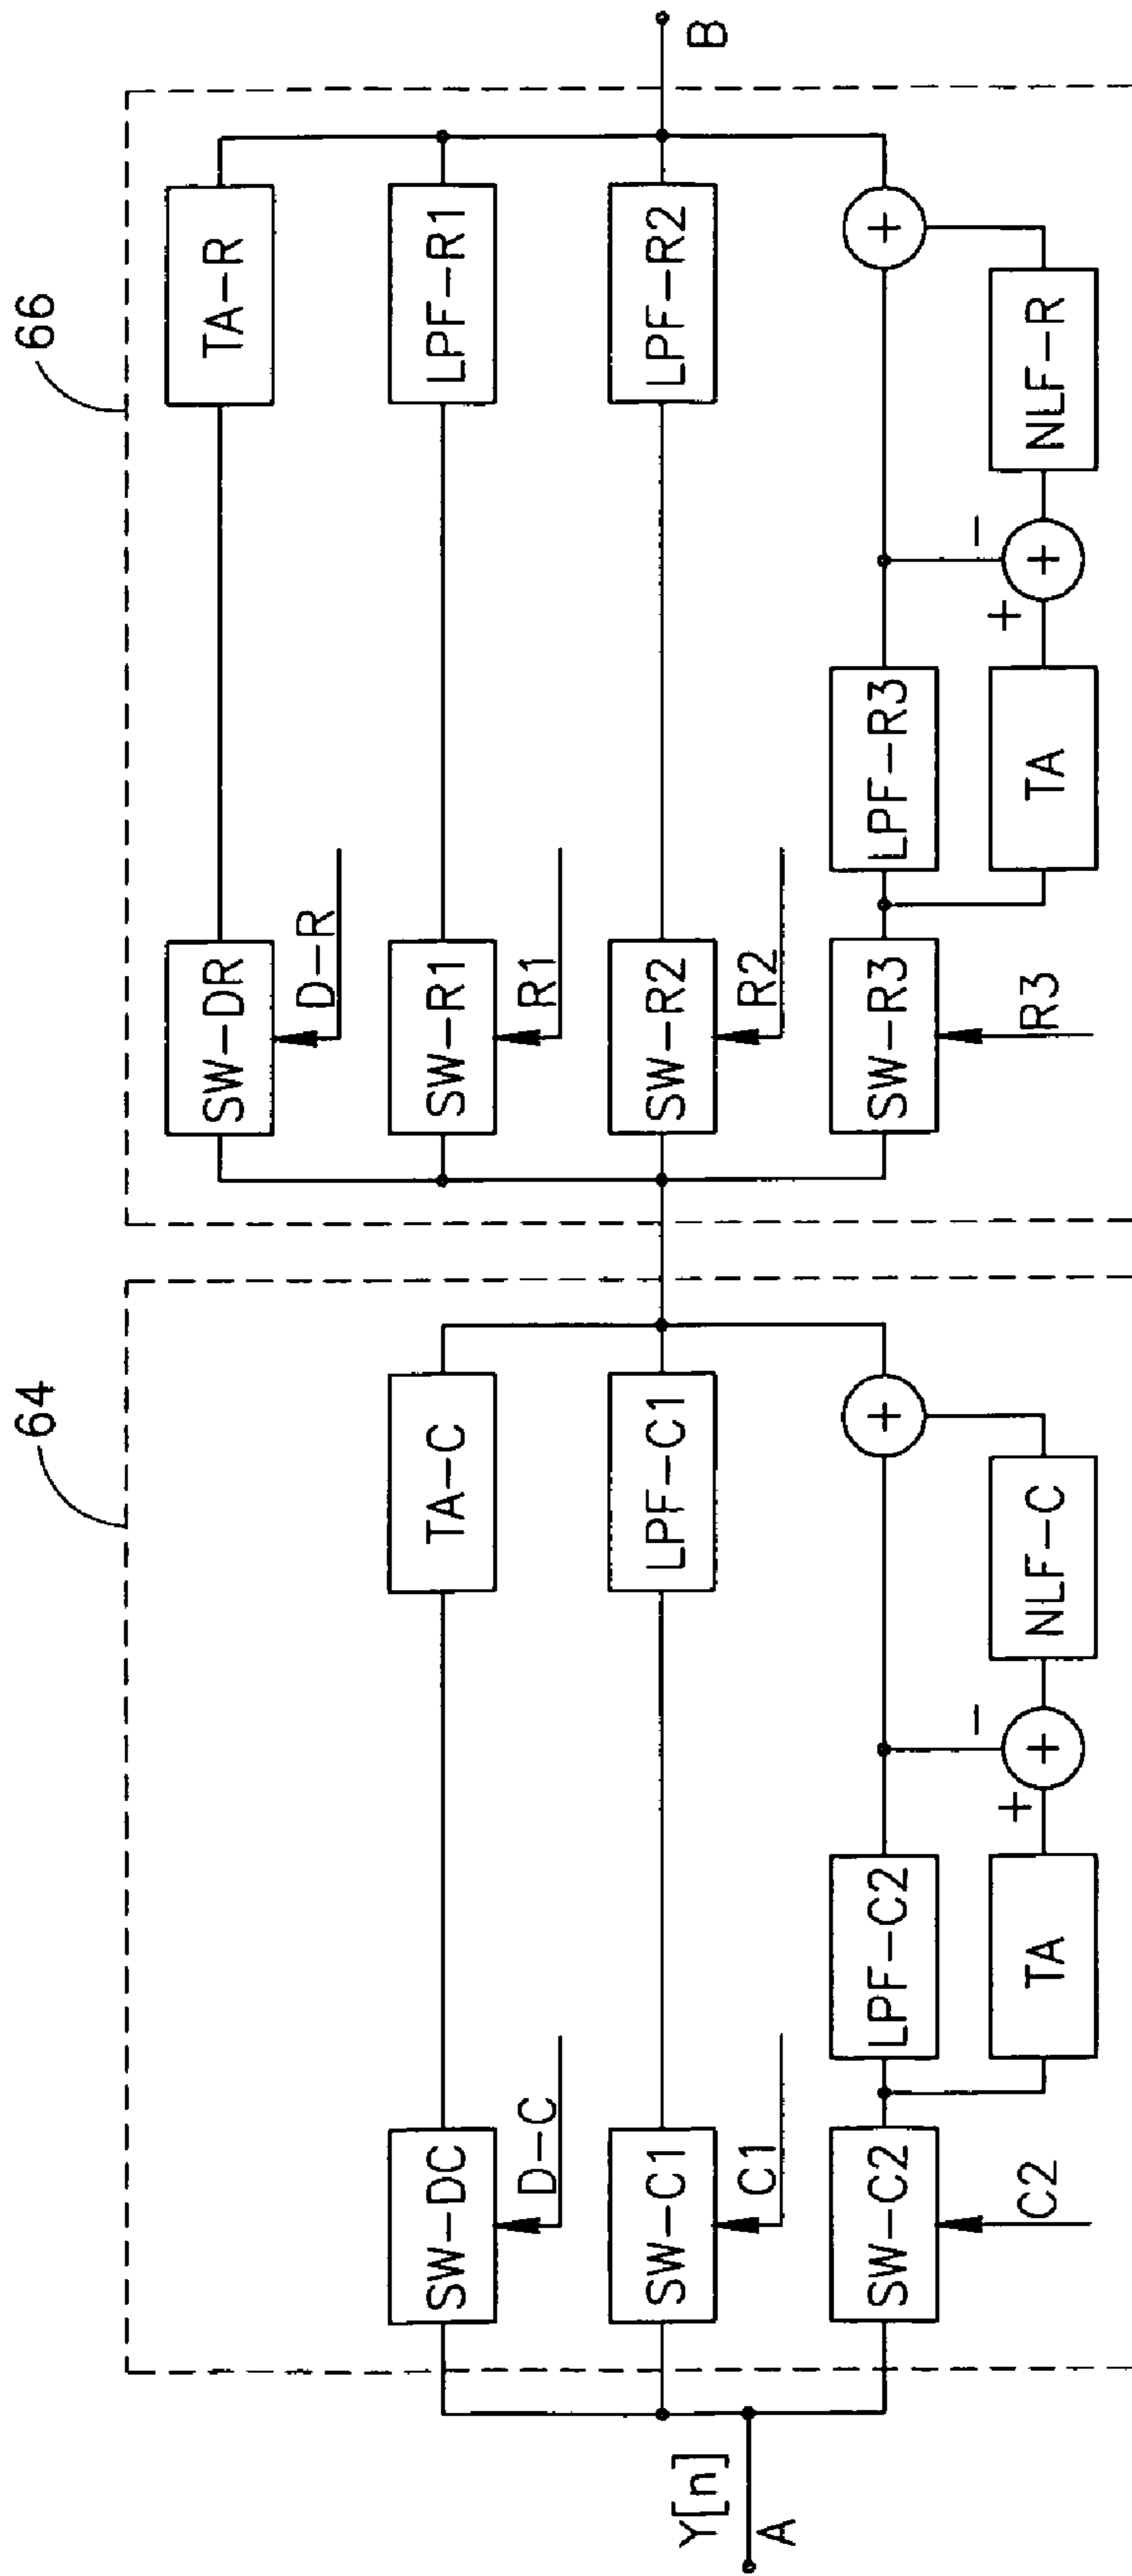 64
66
Y[n]
A
SW-DC
D-C
TA-C
SW-C1
C1
LPF-C1
SW-C2
C2
LPF-C2
TA
+
-
+
NLF-C
+
SW-DR
D-R
TA-R
SW-R1
R1
LPF-R1
SW-R2
R2
LPF-R2
SW-R3
R3
LPF-R3
TA
+
-
+
NLF-R
+
B